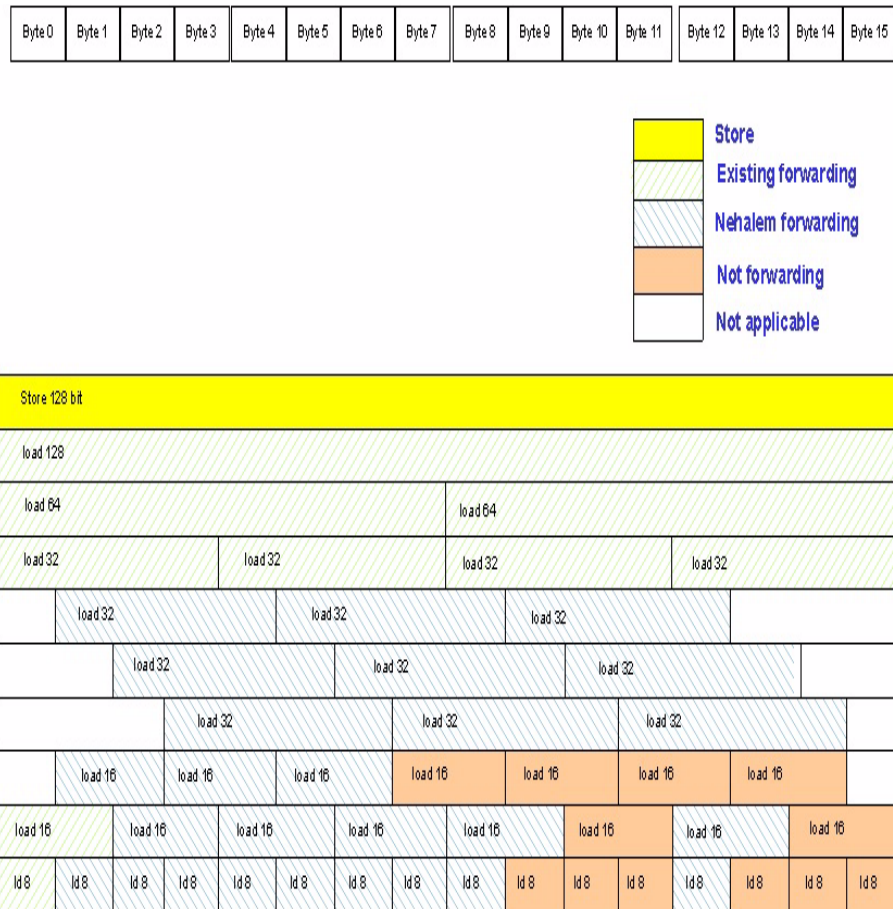 Byte 0 Byte 1 Byte 2 Byte 3 Byte 4 Byte 5 Byte 6 Byte 7 Byte 8 Byte 9 Byte 10 Byte 11 Byte 12 Byte 13 Byte 14 Byte 15
Store
Existing forwarding
Nehalem forwarding
Not forwarding
Not applicable
Store 128 bit
load 128
load 64 load 64
load 32 load 32 load 32 load 32
load 32 load 32 load 32
load 32 load 32 load 32
load 32 load 32 load 32
load 16 load 16 load 16 load 16 load 16 load 16 load 16
load 16 load 16 load 16 load 16 load 16 load 16 load 16 load 16
ld 8 ld 8 ld 8 ld 8 ld 8 ld 8 ld 8 ld 8 ld 8 ld 8 ld 8 ld 8 ld 8 ld 8 ld 8 ld 8